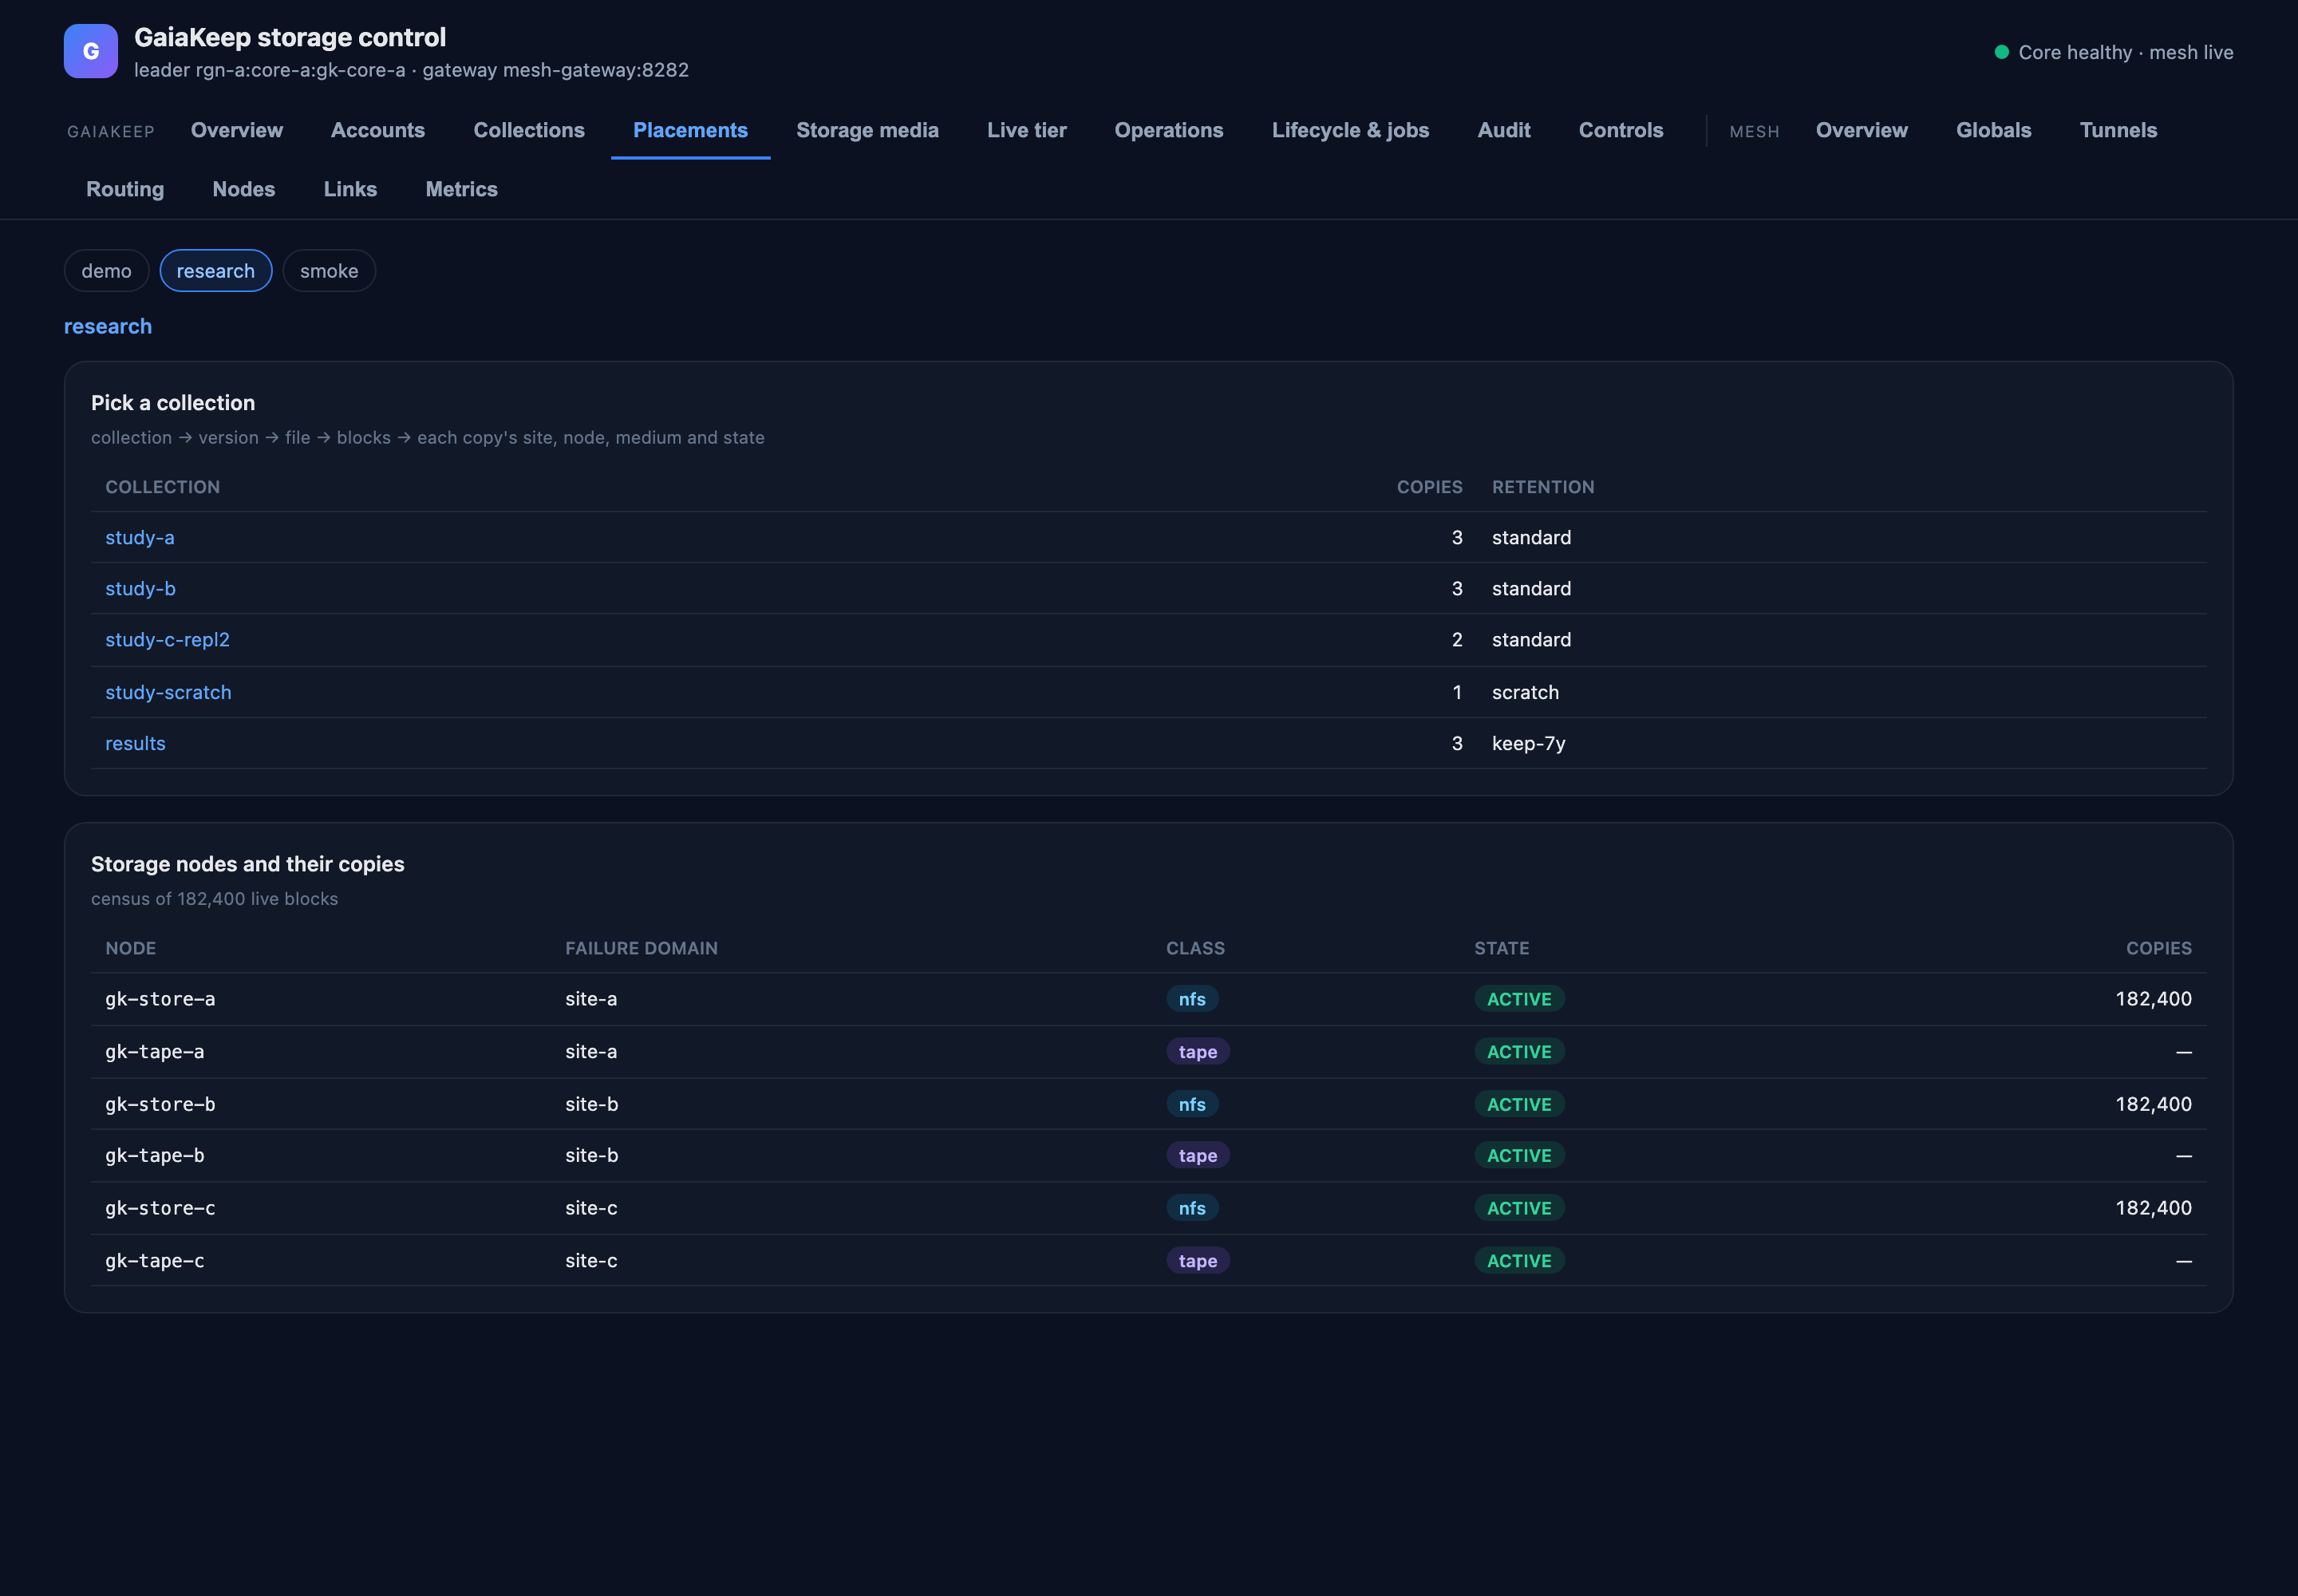 G
GaiaKeep storage control
leader rgn-a:core-a:gk-core-a · gateway mesh-gateway:8282
Core healthy · mesh live
GAIAKEEP Overview Accounts Collections Placements Storage media Live tier Operations Lifecycle & jobs Audit Controls MESH Overview Globals Tunnels
Routing Nodes Links Metrics
demo research smoke
research
Pick a collection
collection → version → file → blocks → each copy's site, node, medium and state
COLLECTION COPIES RETENTION
study-a 3 standard
study-b 3 standard
study-c-repl2 2 standard
study-scratch 1 scratch
results 3 keep-7y
Storage nodes and their copies
census of 182,400 live blocks
NODE FAILURE DOMAIN CLASS STATE COPIES
gk-store-a site-a nfs ACTIVE 182,400
gk-tape-a site-a tape ACTIVE —
gk-store-b site-b nfs ACTIVE 182,400
gk-tape-b site-b tape ACTIVE —
gk-store-c site-c nfs ACTIVE 182,400
gk-tape-c site-c tape ACTIVE —